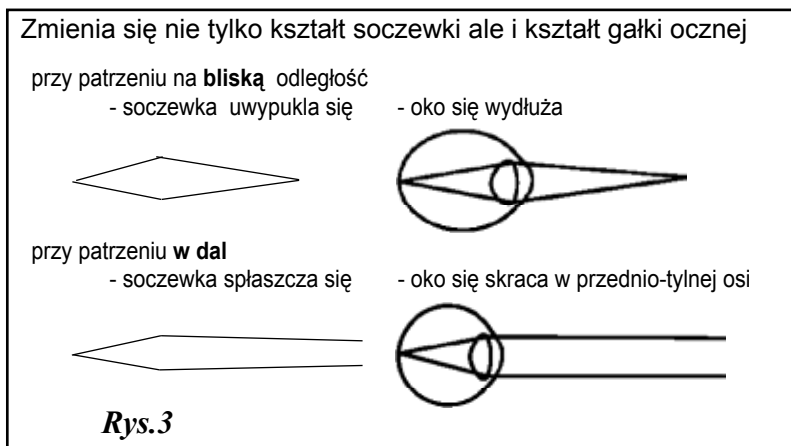 Zmienia się nie tylko kształt soczewki ale i kształt gałki ocznej
przy patrzeniu na bliską odległość
- soczewka uwypukla się - oko się wydłuża
przy patrzeniu w dal
- soczewka spłaszcza się - oko się skraca w przednio-tylnej osi
Rys.3